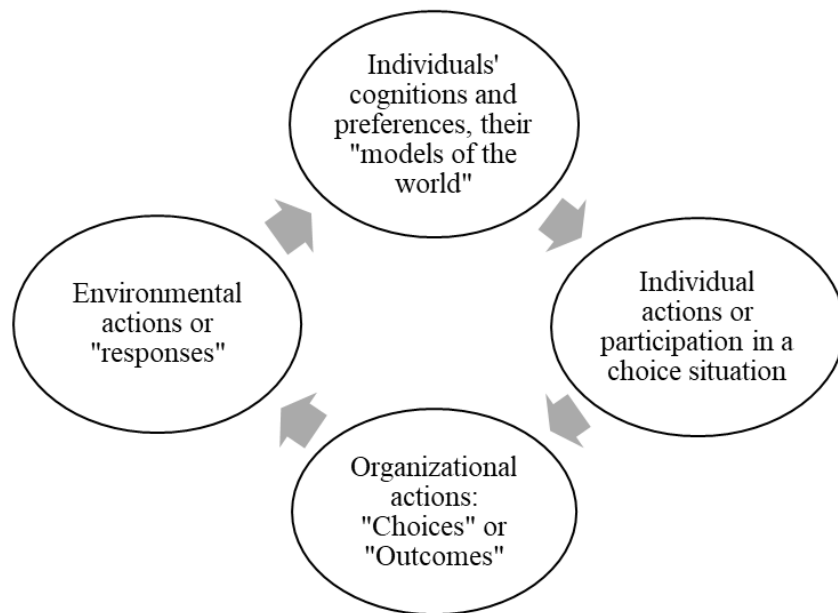 Individuals'
cognitions and
preferences, their
"models of the
world"
Individual
actions or
participation in a
choice situation
Organizational
actions:
"Choices" or
"Outcomes"
Environmental
actions or
"responses"